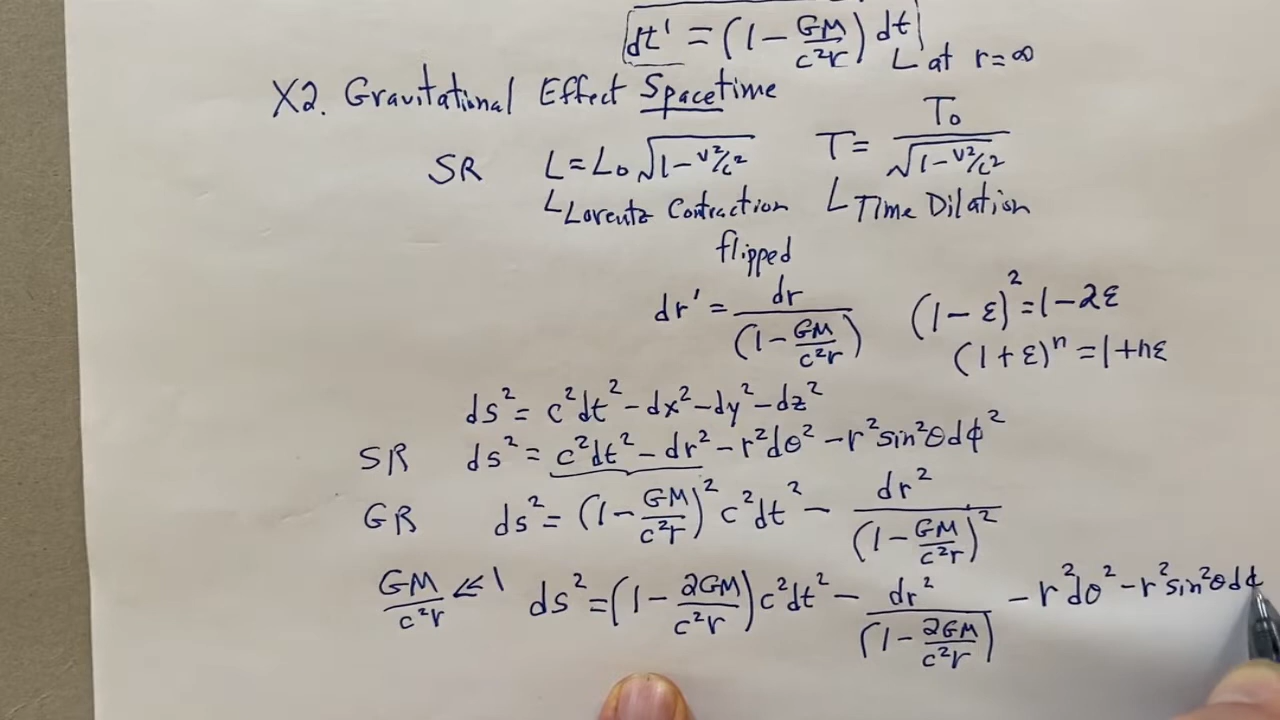 dt' = (1 - GM/c²r) dt
L at r=∞
X2. Gravitational Effect Spacetime
SR L = L₀ √(1 - v²/c²) T = T₀/√(1 - v²/c²)
L Lorentz Contraction L Time Dilation
flipped
dr' = dr/(1 - GM/c²r) (1 - ε)² = 1 - 2ε
(1 + ε)ⁿ = 1 + nε
ds² = c²dt² - dx² - dy² - dz²
SR ds² = c²dt² - dr² - r²dθ² - r²sin²θdϕ²
GR ds² = (1 - GM/c²r)² c²dt² - dr²/(1 - GM/c²r)²
GM/c²r << 1 ds² = (1 - 2GM/c²r) c²dt² - dr²/(1 - 2GM/c²r) - r²dθ² - r²sin²θdϕ